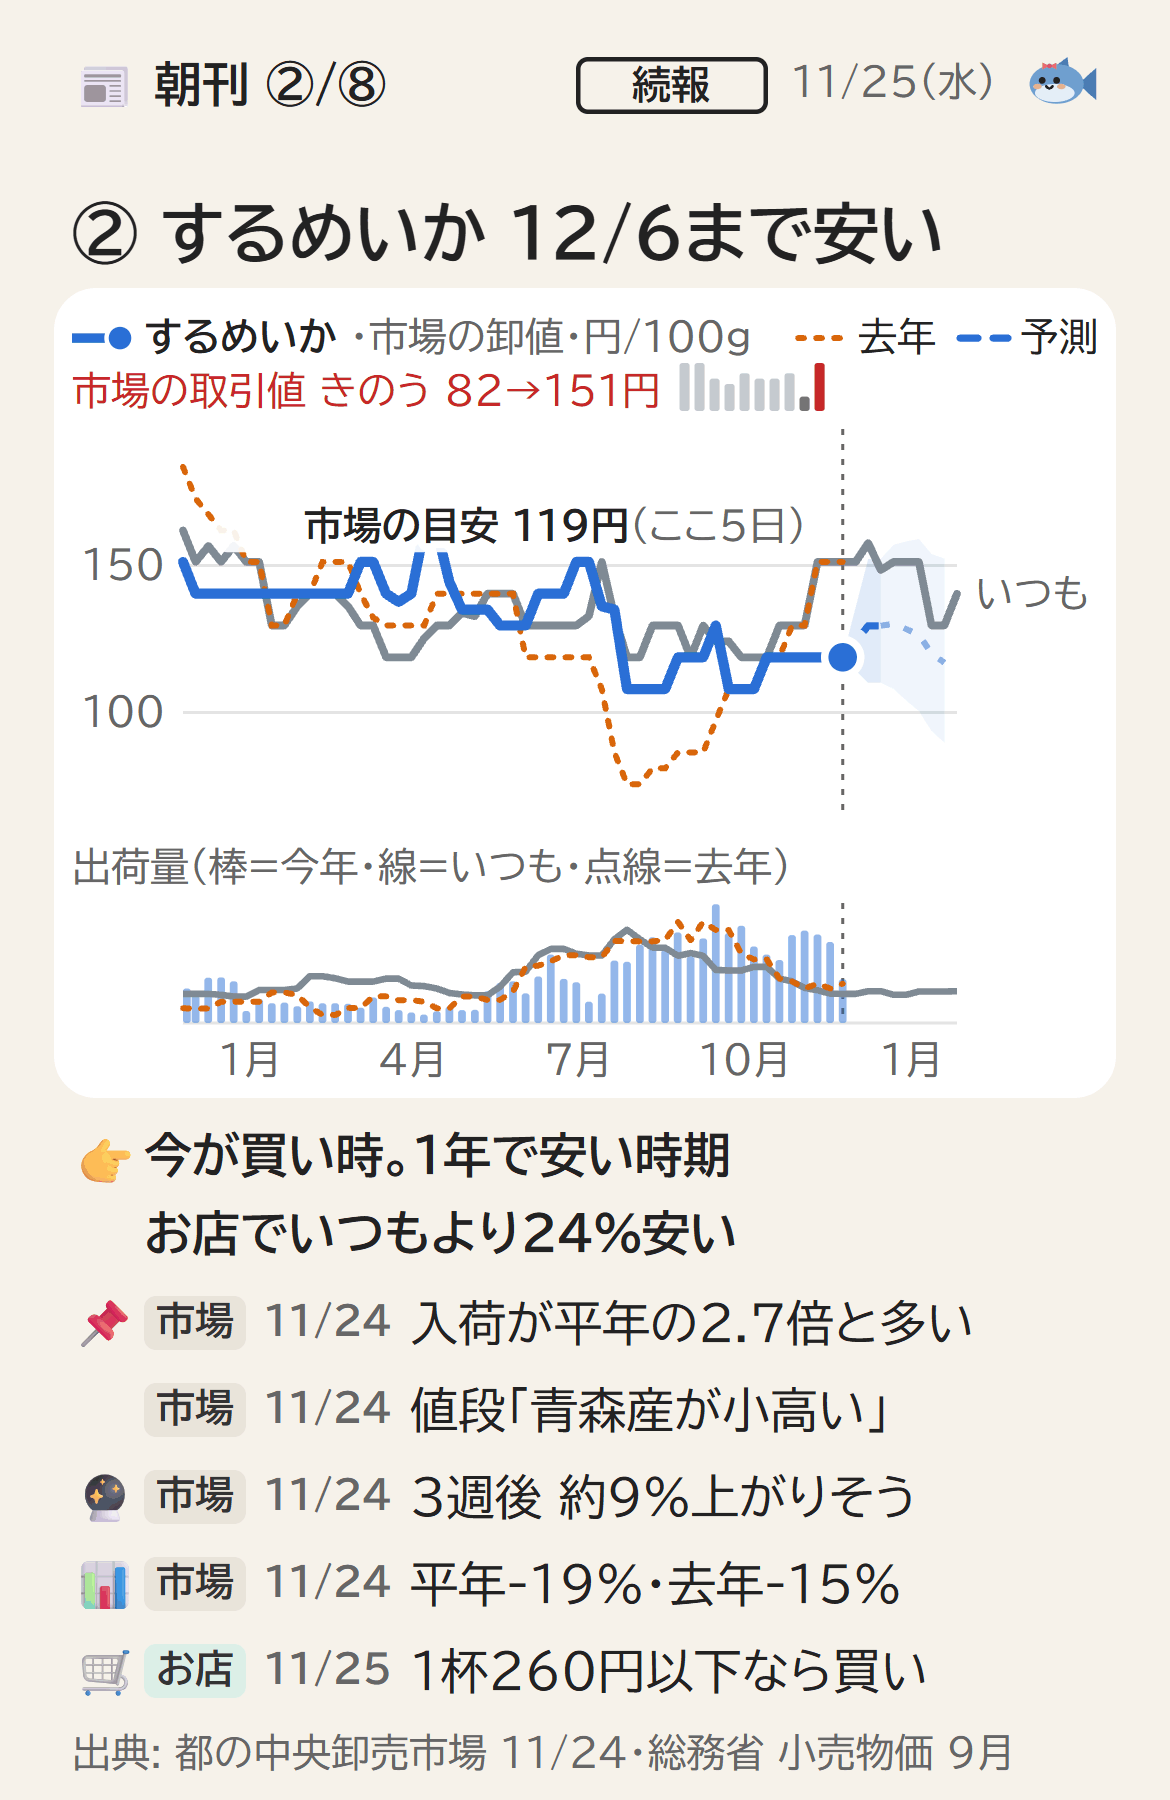 朝刊 ②/⑧ 続報 11/25(水)
② するめいか 12/6まで安い
するめいか ・市場の卸値・円/100g 去年 予測
市場の取引値 きのう 82→151円
市場の目安 119円(ここ5日)
150
いつも
100
出荷量(棒=今年・線=いつも・点線=去年)
1月 4月 7月 10月 1月
今が買い時。1年で安い時期
お店でいつもより24%安い
市場 11/24 入荷が平年の2.7倍と多い
市場 11/24 値段「青森産が小高い」
市場 11/24 3週後 約9%上がりそう
市場 11/24 平年-19%・去年-15%
お店 11/25 1杯260円以下なら買い
出典: 都の中央卸売市場 11/24・総務省 小売物価 9月